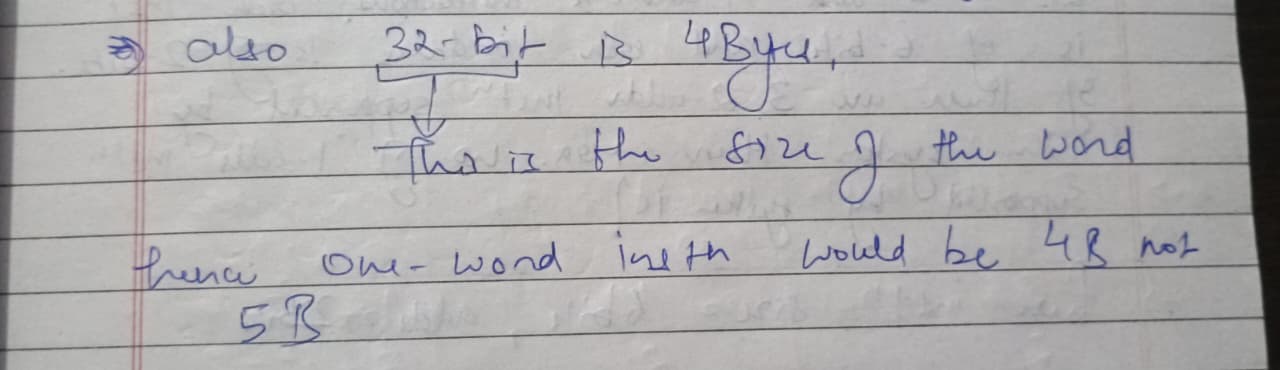 ⇒ also 32-bit is 4Byte,
This is the size of the word
hence one-word instn would be 4B not
5B